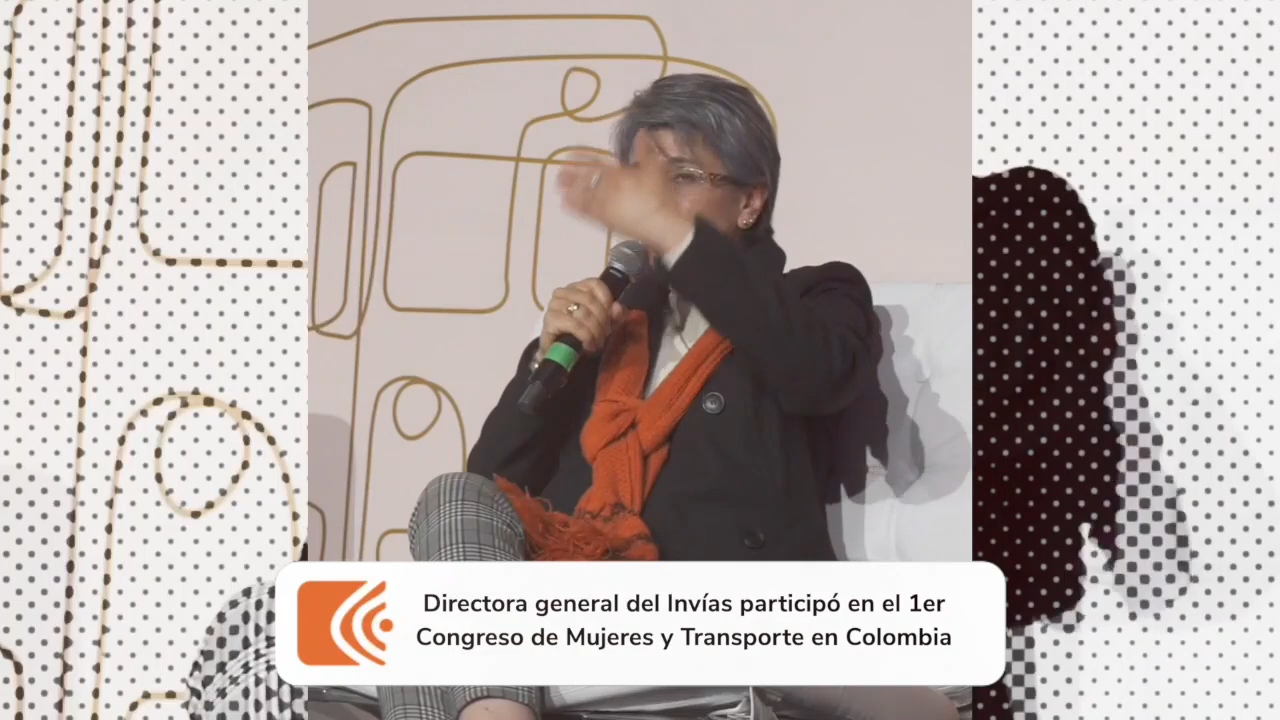 Directora general del Invías participó en el 1er
Congreso de Mujeres y Transporte en Colombia